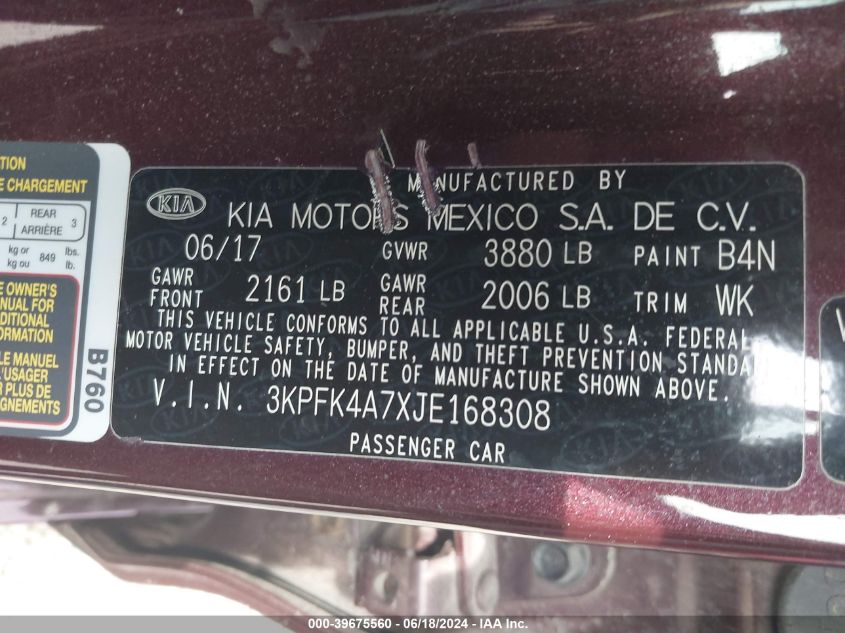 TION
E CHARGEMENT
2 REAR 3
ARRIÈRE
kg or 849 lbs.
kg ou lb.
E OWNER'S
MANUAL FOR
DDITIONAL
FORMATION
LE MANUEL
'USAGER
R PLUS DE
GNEMENTS
B760
KIA
MANUFACTURED BY
KIA MOTORS MEXICO S.A. DE C.V.
06/17 GVWR 3880 LB PAINT B4N
GAWR FRONT 2161 LB GAWR REAR 2006 LB TRIM WK
THIS VEHICLE CONFORMS TO ALL APPLICABLE U.S.A. FEDERAL
MOTOR VEHICLE SAFETY, BUMPER, AND THEFT PREVENTION STANDA
IN EFFECT ON THE DATE OF MANUFACTURE SHOWN ABOVE.
V.I.N. 3KPFK4A7XJE168308
PASSENGER CAR
000-39675560 - 06/18/2024 - IAA, Inc.